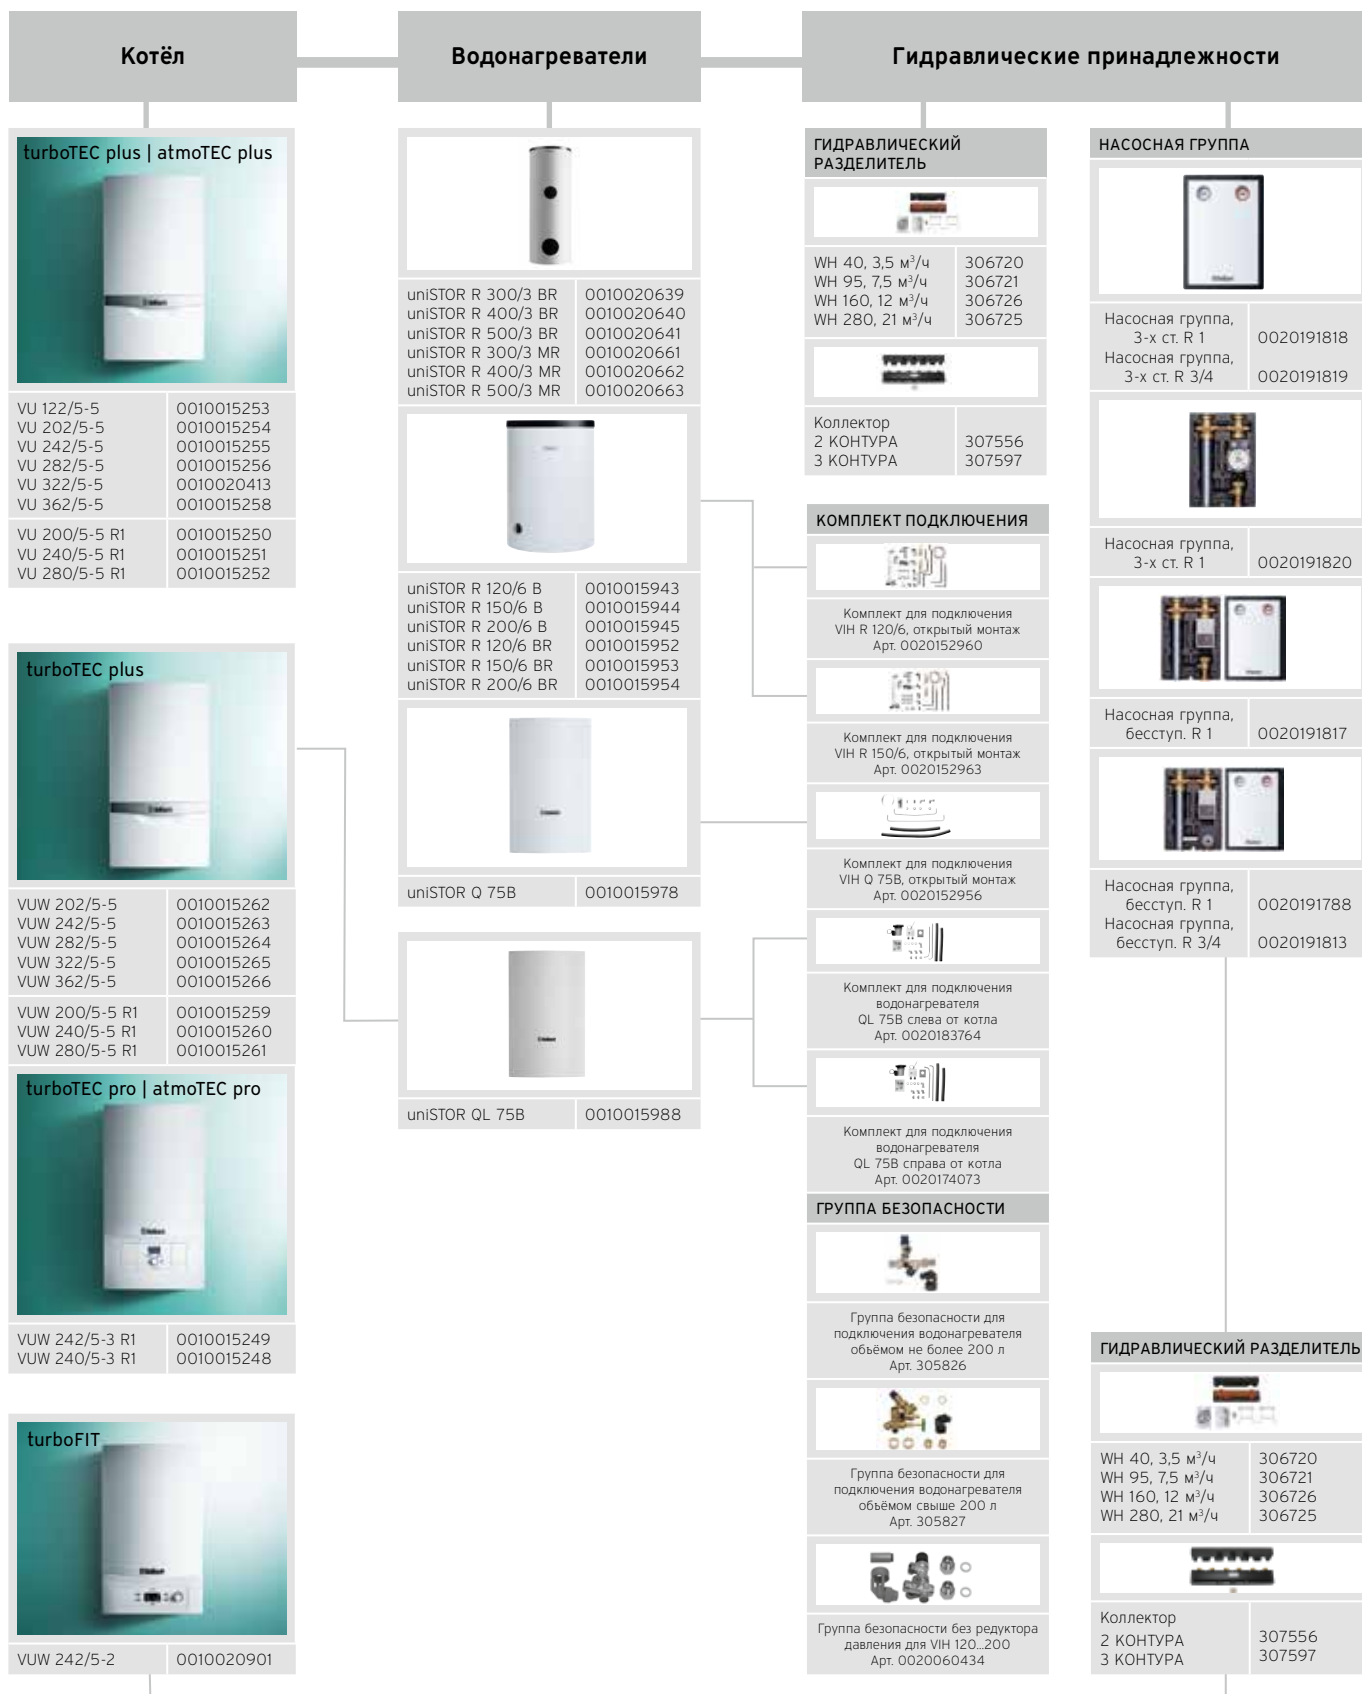 Котёл
Водонагреватели
Гидравлические принадлежности
turboTEC plus | atmoTEC plus
VU 122/5-5 0010015253
VU 202/5-5 0010015254
VU 242/5-5 0010015255
VU 282/5-5 0010015256
VU 322/5-5 0010020413
VU 362/5-5 0010015258
VU 200/5-5 R1 0010015250
VU 240/5-5 R1 0010015251
VU 280/5-5 R1 0010015252
turboTEC plus
VUW 202/5-5 0010015262
VUW 242/5-5 0010015263
VUW 282/5-5 0010015264
VUW 322/5-5 0010015265
VUW 362/5-5 0010015266
VUW 200/5-5 R1 0010015259
VUW 240/5-5 R1 0010015260
VUW 280/5-5 R1 0010015261
turboTEC pro | atmoTEC pro
VUW 242/5-3 R1 0010015249
VUW 240/5-3 R1 0010015248
turboFIT
VUW 242/5-2 0010020901
uniSTOR R 300/3 BR 0010020639
uniSTOR R 400/3 BR 0010020640
uniSTOR R 500/3 BR 0010020641
uniSTOR R 300/3 MR 0010020661
uniSTOR R 400/3 MR 0010020662
uniSTOR R 500/3 MR 0010020663
uniSTOR R 120/6 B 0010015943
uniSTOR R 150/6 B 0010015944
uniSTOR R 200/6 B 0010015945
uniSTOR R 120/6 BR 0010015952
uniSTOR R 150/6 BR 0010015953
uniSTOR R 200/6 BR 0010015954
uniSTOR Q 75B 0010015978
uniSTOR QL 75B 0010015988
ГИДРАВЛИЧЕСКИЙ
РАЗДЕЛИТЕЛЬ
WH 40, 3,5 м³/ч 306720
WH 95, 7,5 м³/ч 306721
WH 160, 12 м³/ч 306726
WH 280, 21 м³/ч 306725
Коллектор
2 КОНТУРА 307556
3 КОНТУРА 307597
КОМПЛЕКТ ПОДКЛЮЧЕНИЯ
Комплект для подключения
VIH R 120/6, открытый монтаж
Арт. 0020152960
Комплект для подключения
VIH R 150/6, открытый монтаж
Арт. 0020152963
Комплект для подключения
VIH Q 75B, открытый монтаж
Арт. 0020152956
Комплект для подключения
водонагревателя
QL 75B слева от котла
Арт. 0020183764
Комплект для подключения
водонагревателя
QL 75B справа от котла
Арт. 0020174073
ГРУППА БЕЗОПАСНОСТИ
Группа безопасности для
подключения водонагревателя
объёмом не более 200 л
Арт. 305826
Группа безопасности для
подключения водонагревателя
объёмом свыше 200 л
Арт. 305827
Группа безопасности без редуктора
давления для VIH 120...200
Арт. 0020060434
НАСОСНАЯ ГРУППА
Насосная группа,
3-х ст. R 1 0020191818
Насосная группа,
3-х ст. R 3/4 0020191819
Насосная группа,
3-х ст. R 1 0020191820
Насосная группа,
бесступ. R 1 0020191817
Насосная группа,
бесступ. R 1 0020191788
Насосная группа,
бесступ. R 3/4 0020191813
ГИДРАВЛИЧЕСКИЙ РАЗДЕЛИТЕЛЬ
WH 40, 3,5 м³/ч 306720
WH 95, 7,5 м³/ч 306721
WH 160, 12 м³/ч 306726
WH 280, 21 м³/ч 306725
Коллектор
2 КОНТУРА 307556
3 КОНТУРА 307597